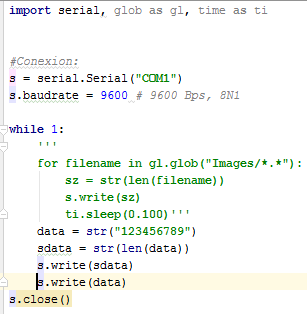 import serial, glob as gl, time as ti
#Conexion:
s = serial.Serial("COM1")
s.baudrate = 9600 # 9600 Bps, 8N1
while 1:
    '''
    for filename in gl.glob("Images/*.*"):
        sz = str(len(filename))
        s.write(sz)
        ti.sleep(0.100)'''
    data = str("123456789")
    sdata = str(len(data))
    s.write(sdata)
    s.write(data)
s.close()